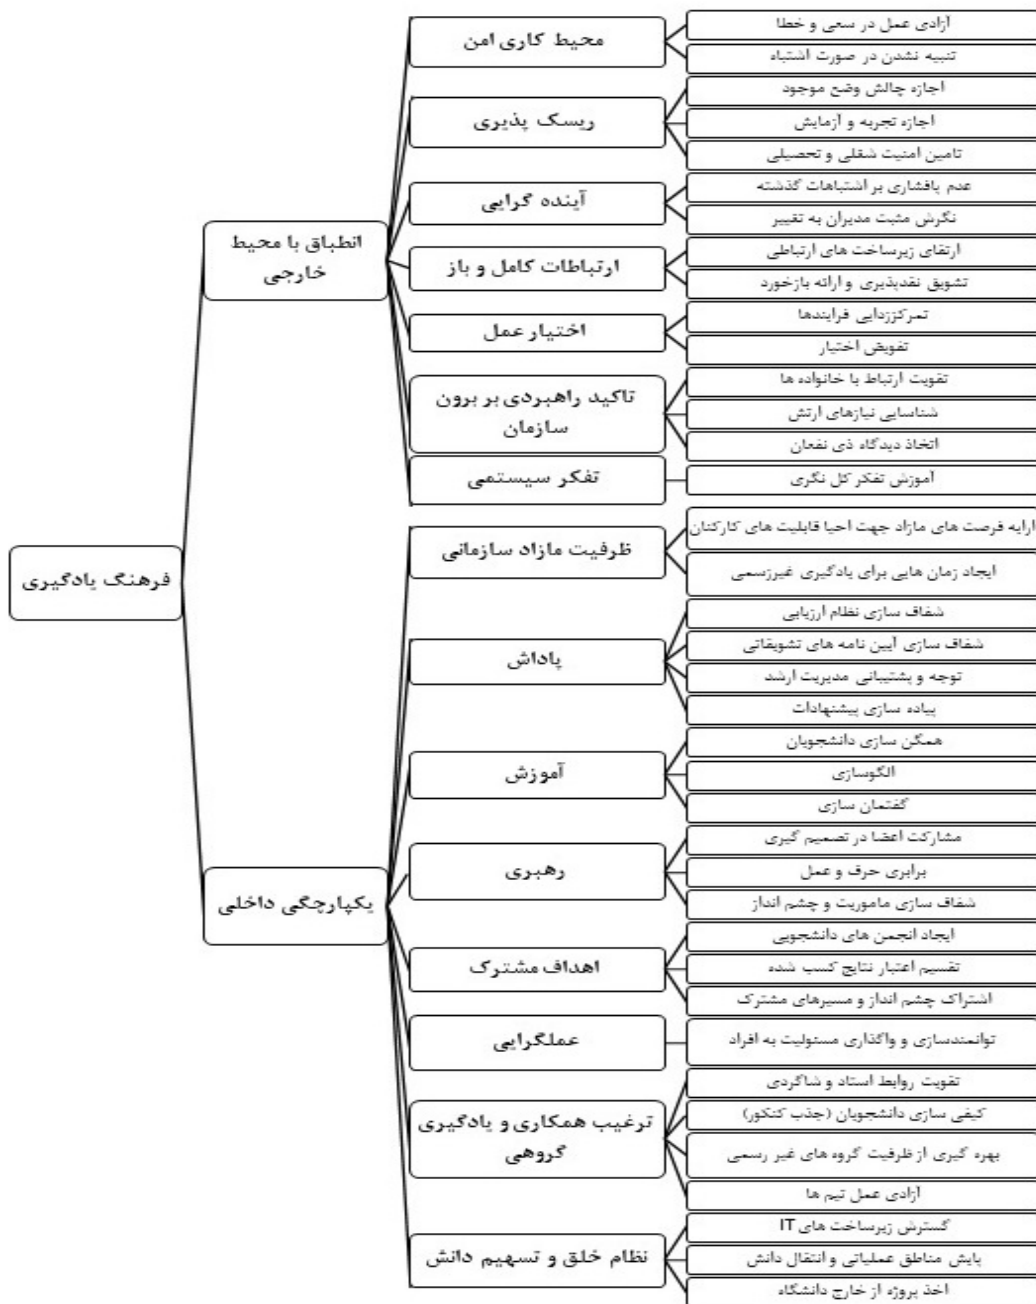 فرهنگ یادگیری
انطباق با محیط
خارجی
محیط کاری امن
آزادی عمل در سعی و خطا
تنبیه نشدن در صورت اشتباه
ریسک پذیری
اجازه چالش وضع موجود
اجازه تجربه و آزمایش
تامین امنیت شغلی و تحصیلی
آینده گرایی
عدم پافشاری بر اشتباهات گذشته
نگرش مثبت مدیران به تغییر
ارتباطات کامل و باز
ارتقای زیرساخت های ارتباطی
تشویق نقدپذیری و ارائه بازخورد
اختیار عمل
تمرکززدایی فرایندها
تفویض اختیار
تاکید راهبردی بر برون
سازمان
تقویت ارتباط با خانواده ها
شناسایی نیازهای ارتش
اتخاذ دیدگاه ذی نفعان
تفکر سیستمی
آموزش تفکر کل نگری
یکپارچگی داخلی
ظرفیت مازاد سازمانی
ارایه فرصت های مازاد جهت احیا قابلیت های کارکنان
ایجاد زمان هایی برای یادگیری غیررسمی
پاداش
شفاف سازی نظام ارزیابی
شفاف سازی آیین نامه های تشویقاتی
توجه و پشتیبانی مدیریت ارشد
پیاده سازی پیشنهادات
آموزش
همگن سازی دانشجویان
الگوسازی
گفتمان سازی
رهبری
مشارکت اعضا در تصمیم گیری
برابری حرف و عمل
شفاف سازی ماموریت و چشم انداز
اهداف مشترک
ایجاد انجمن های دانشجویی
تقسیم اعتبار نتایج کسب شده
اشتراک چشم انداز و مسیرهای مشترک
عملگرایی
توانمندسازی و واگذاری مسئولیت به افراد
ترغیب همکاری و یادگیری
گروهی
تقویت روابط استاد و شاگردی
کیفی سازی دانشجویان (جذب کنکور)
بهره گیری از ظرفیت گروه های غیر رسمی
آزادی عمل تیم ها
نظام خلق و تسهیم دانش
گسترش زیرساخت های IT
پایش مناطق عملیاتی و انتقال دانش
اخذ پروژه از خارج دانشگاه